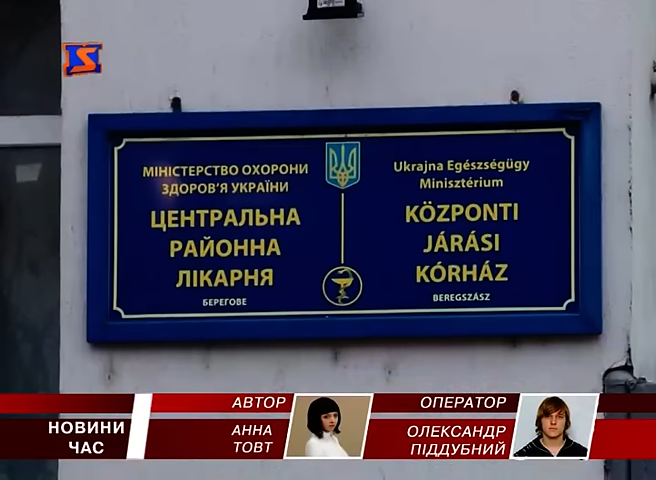 S
МІНІСТЕРСТВО ОХОРОНИ
ЗДОРОВ'Я УКРАЇНИ
ЦЕНТРАЛЬНА
РАЙОННА
ЛІКАРНЯ
БЕРЕГОВЕ
Ukrajna Egészségügy
Minisztérium
KÖZPONTI
JÁRÁSI
KÓRHÁZ
BEREGSZÁSZ
НОВИНИ
ЧАС
АВТОР
АННА
ТОВТ
ОПЕРАТОР
ОЛЕКСАНДР
ПІДДУБНИЙ